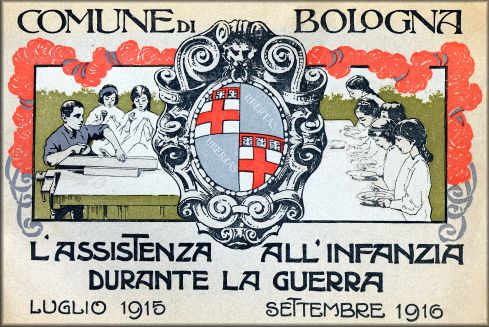 COMUNE DI BOLOGNA
LIBERTAS
LIBERTAS
L'ASSISTENZA ALL'INFANZIA
DURANTE LA GUERRA
LUGLIO 1915 SETTEMBRE 1916